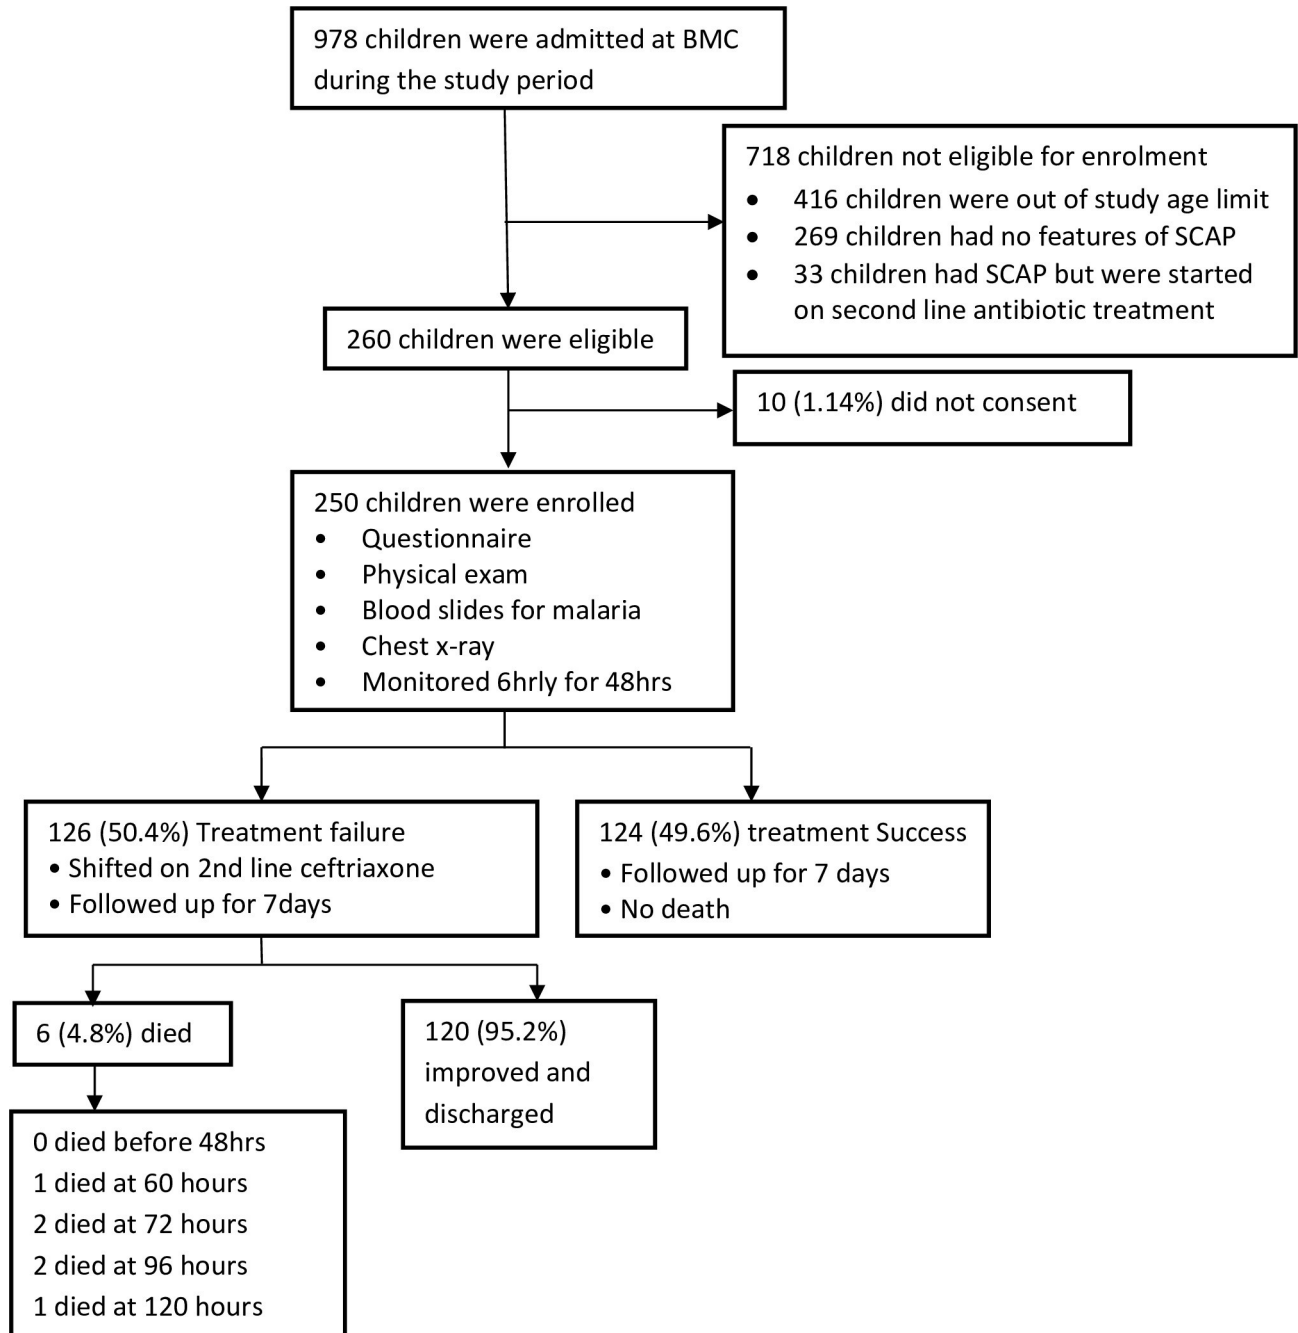 978 children were admitted at BMC
during the study period
718 children not eligible for enrolment
• 416 children were out of study age limit
• 269 children had no features of SCAP
• 33 children had SCAP but were started
on second line antibiotic treatment
260 children were eligible
10 (1.14%) did not consent
250 children were enrolled
• Questionnaire
• Physical exam
• Blood slides for malaria
• Chest x-ray
• Monitored 6hrly for 48hrs
126 (50.4%) Treatment failure
• Shifted on 2nd line ceftriaxone
• Followed up for 7days
124 (49.6%) treatment Success
• Followed up for 7 days
• No death
6 (4.8%) died
120 (95.2%)
improved and
discharged
0 died before 48hrs
1 died at 60 hours
2 died at 72 hours
2 died at 96 hours
1 died at 120 hours